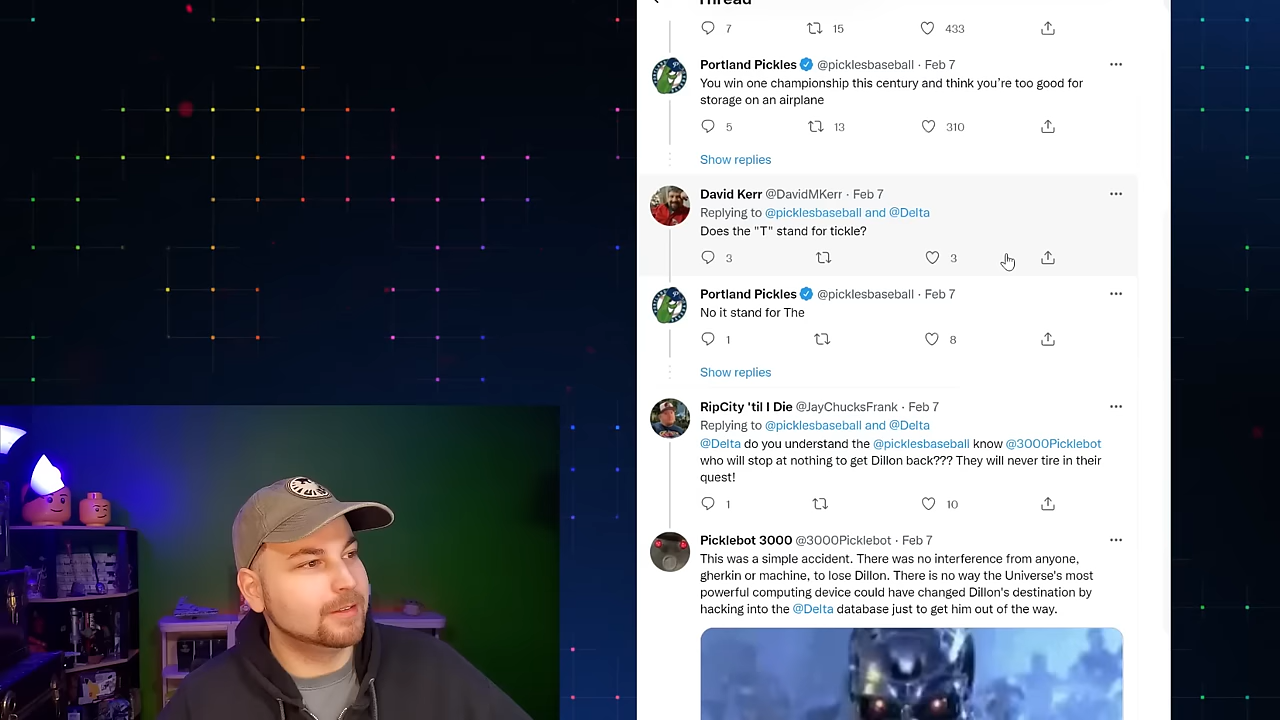 Thread
7 15 433
Portland Pickles @picklesbaseball · Feb 7
You win one championship this century and think you're too good for
storage on an airplane
5 13 310
Show replies
David Kerr @DavidMKerr · Feb 7
Replying to @picklesbaseball and @Delta
Does the "T" stand for tickle?
3 3
Portland Pickles @picklesbaseball · Feb 7
No it stand for The
1 8
Show replies
RipCity 'til I Die @JayChucksFrank · Feb 7
Replying to @picklesbaseball and @Delta
@Delta do you understand the @picklesbaseball know @3000Picklebot
who will stop at nothing to get Dillon back??? They will never tire in their
quest!
1 10
Picklebot 3000 @3000Picklebot · Feb 7
This was a simple accident. There was no interference from anyone,
gherkin or machine, to lose Dillon. There is no way the Universe's most
powerful computing device could have changed Dillon's destination by
hacking into the @Delta database just to get him out of the way.